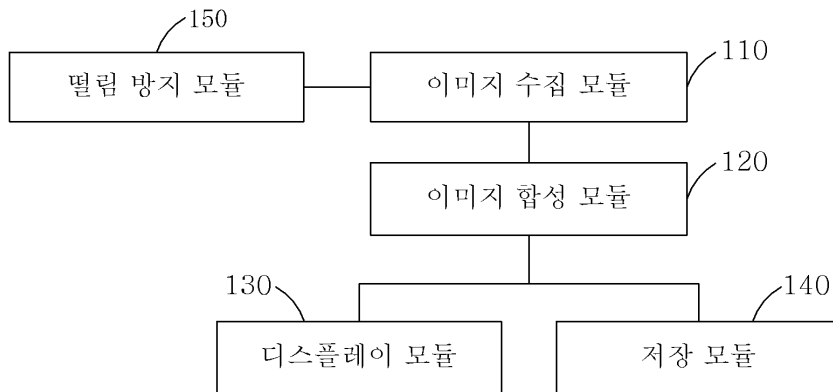 150
떨림 방지 모듈
이미지 수집 모듈
110
이미지 합성 모듈
120
130
디스플레이 모듈
140
저장 모듈